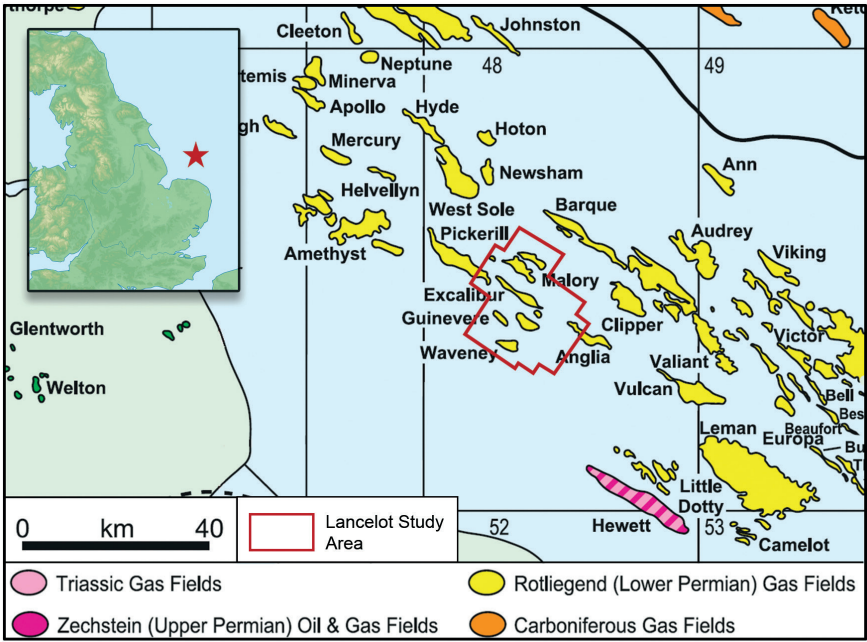 Cleeton
Johnston
Neptune
48
49
Minerva
Apollo
Hyde
Hoton
Mercury
Newsham
Ann
Helvellyn
West Sole
Barque
Pickerill
Audrey
Amethyst
Viking
Malory
Excalibur
Guinevere
Clipper
Glentworth
Waveney
Anglia
Valiant
Victor
Welton
Vulcan
Bell
Leman
Beaufort
Europa
Little
Dotty
Hewett
52
53
Camelot
0 km 40
Lancelot Study
Area
Triassic Gas Fields
Rotliegend (Lower Permian) Gas Fields
Zechstein (Upper Permian) Oil & Gas Fields
Carboniferous Gas Fields